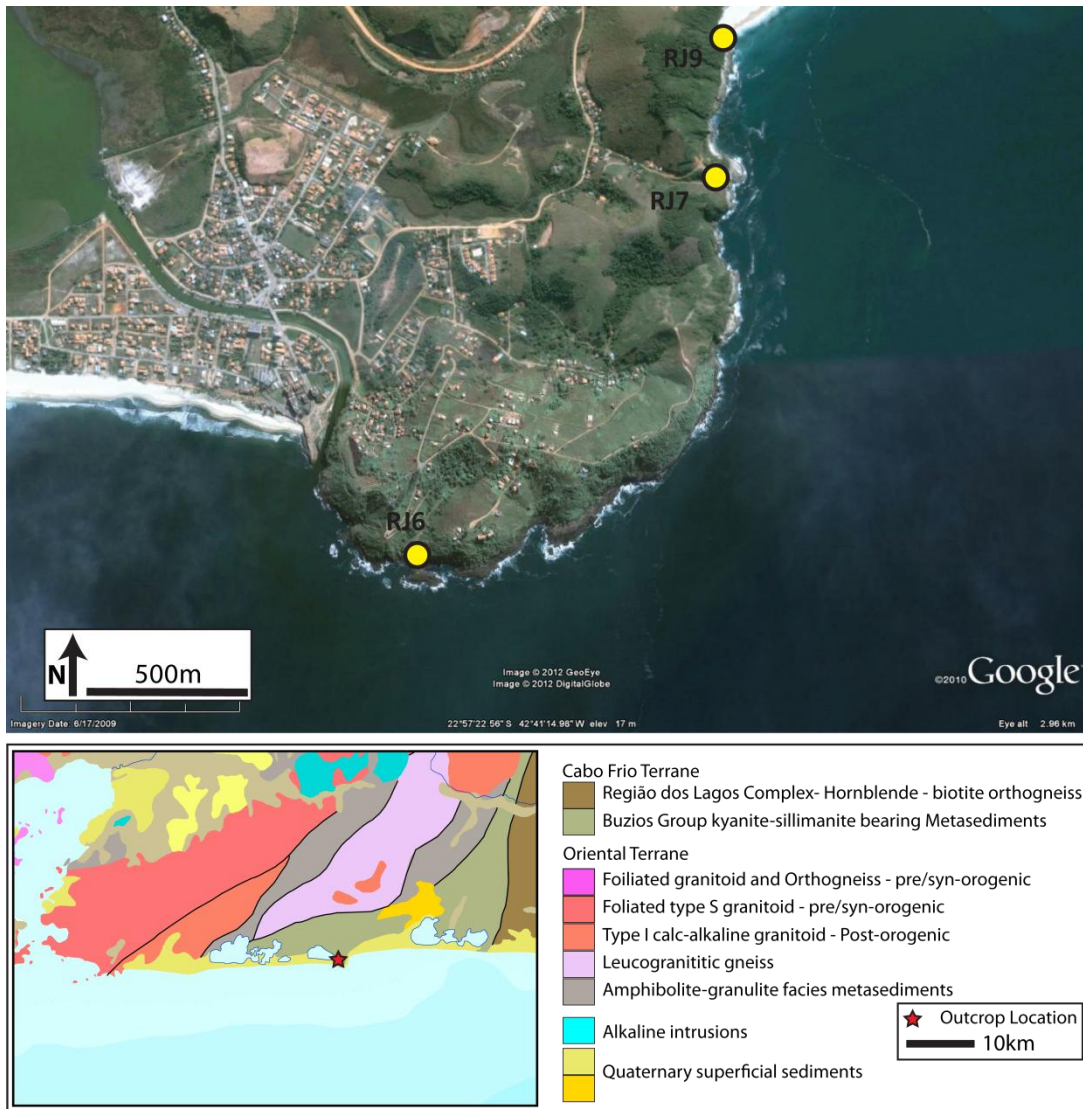 RJ9
RJ7
RJ6
N
500m
Image © 2012 GeoEye
Image © 2012 DigitalGlobe
©2010 Google
Imagery Date: 6/17/2009
22°57'22.56" S 42°41'14.98" W elev 17 m
Eye alt 2.96 km
Cabo Frio Terrane
Região dos Lagos Complex- Hornblende - biotite orthogneiss
Buzios Group kyanite-sillimanite bearing Metasediments
Oriental Terrane
Foiliated granitoid and Orthogneiss - pre/syn-orogenic
Foliated type S granitoid - pre/syn-orogenic
Type I calc-alkaline granitoid - Post-orogenic
Leucogranititic gneiss
Amphibolite-granulite facies metasediments
Alkaline intrusions
Quaternary superficial sediments
Outcrop Location
10km